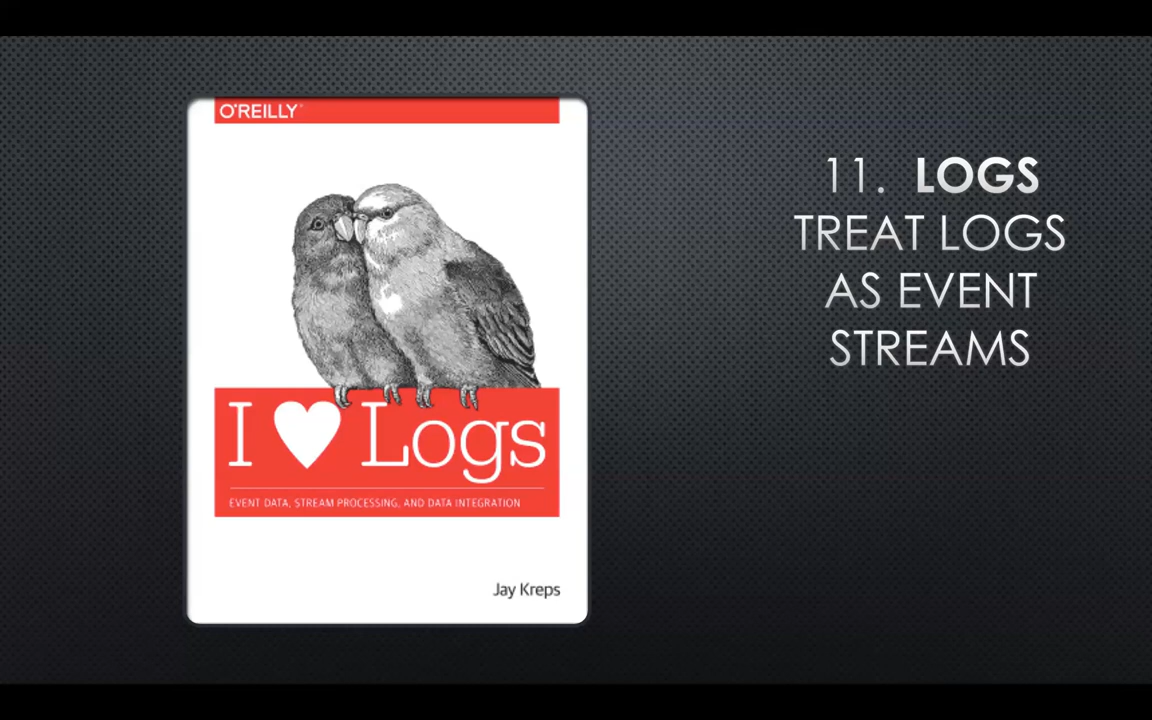 O'REILLY
I ♥ Logs
EVENT DATA, STREAM PROCESSING, AND DATA INTEGRATION
Jay Kreps
11. LOGS
TREAT LOGS
AS EVENT
STREAMS